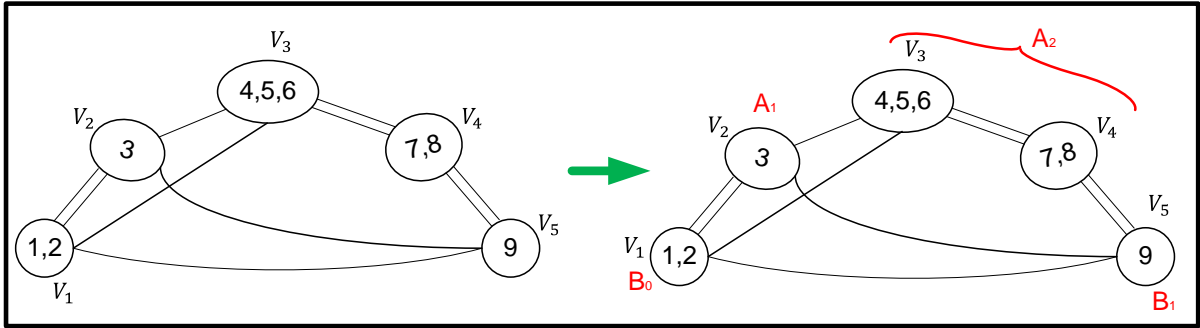 V₃
4,5,6
V₂
3
V₄
7,8
1,2
V₁
9
V₅
A₂
V₃
4,5,6
A₁
V₂
3
V₄
7,8
V₁
1,2
B₀
V₅
9
B₁